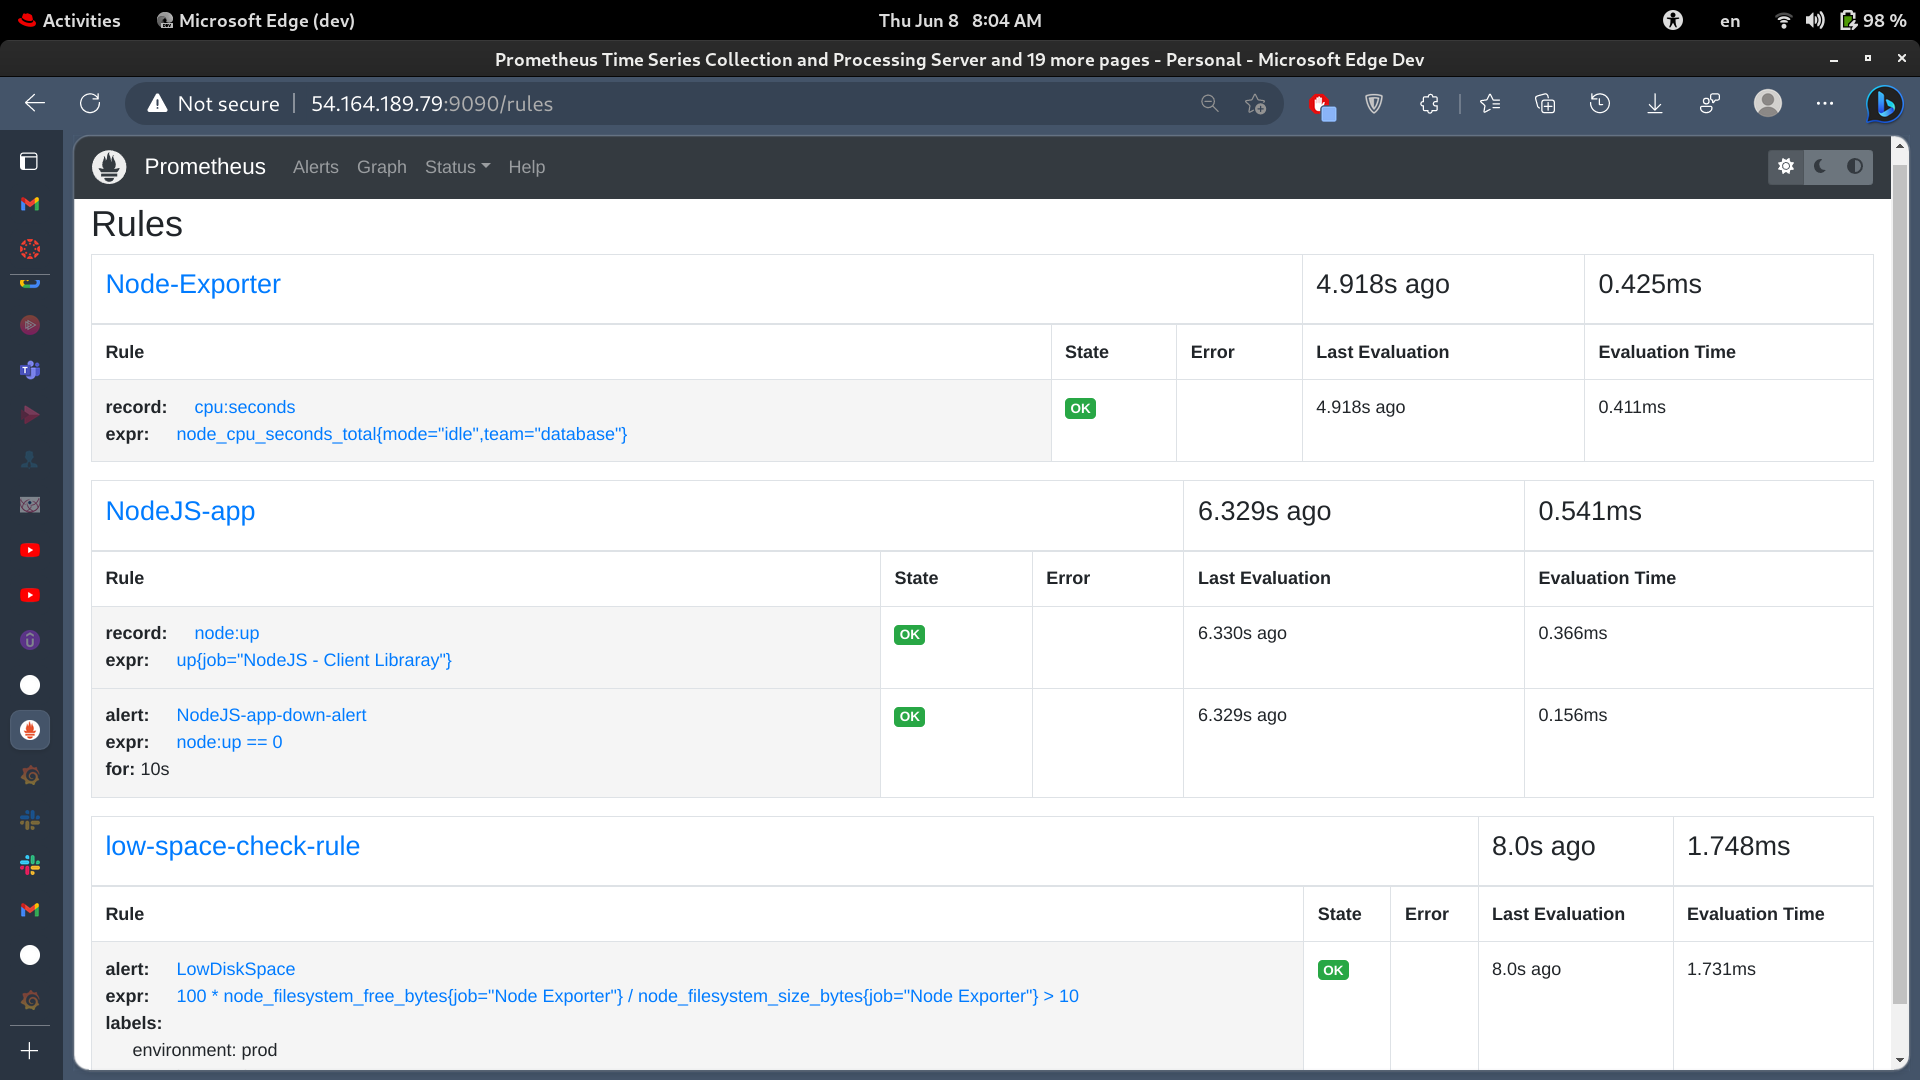 Activities Microsoft Edge (dev) Thu Jun 8 8:04 AM en 98 %
Prometheus Time Series Collection and Processing Server and 19 more pages - Personal - Microsoft Edge Dev
Not secure 54.164.189.79:9090/rules
Prometheus Alerts Graph Status Help
Rules
Node-Exporter 4.918s ago 0.425ms
Rule State Error Last Evaluation Evaluation Time
record: cpu:seconds OK 4.918s ago 0.411ms
expr: node_cpu_seconds_total{mode="idle",team="database"}
NodeJS-app 6.329s ago 0.541ms
Rule State Error Last Evaluation Evaluation Time
record: node:up OK 6.330s ago 0.366ms
expr: up{job="NodeJS - Client Libraray"}
alert: NodeJS-app-down-alert OK 6.329s ago 0.156ms
expr: node:up == 0
for: 10s
low-space-check-rule 8.0s ago 1.748ms
Rule State Error Last Evaluation Evaluation Time
alert: LowDiskSpace OK 8.0s ago 1.731ms
expr: 100 * node_filesystem_free_bytes{job="Node Exporter"} / node_filesystem_size_bytes{job="Node Exporter"} > 10
labels:
environment: prod